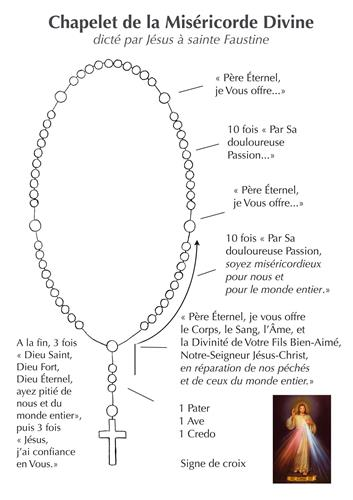 Chapelet de la Miséricorde Divine
dicté par Jésus à sainte Faustine
« Père Éternel,
je Vous offre...»
10 fois « Par Sa
douloureuse
Passion...»
« Père Éternel,
je Vous offre...»
10 fois « Par Sa
douloureuse Passion,
soyez miséricordieux
pour nous et
pour le monde entier.»
« Père Éternel, je vous offre
le Corps, le Sang, l’Âme, et
la Divinité de Votre Fils Bien-Aimé,
Notre-Seigneur Jésus-Christ,
en réparation de nos péchés
et de ceux du monde entier.»
A la fin, 3 fois
« Dieu Saint,
Dieu Fort,
Dieu Éternel,
ayez pitié de
nous et du
monde entier»,
puis 3 fois
« Jésus,
j’ai confiance
en Vous.»
1 Pater
1 Ave
1 Credo
Signe de croix